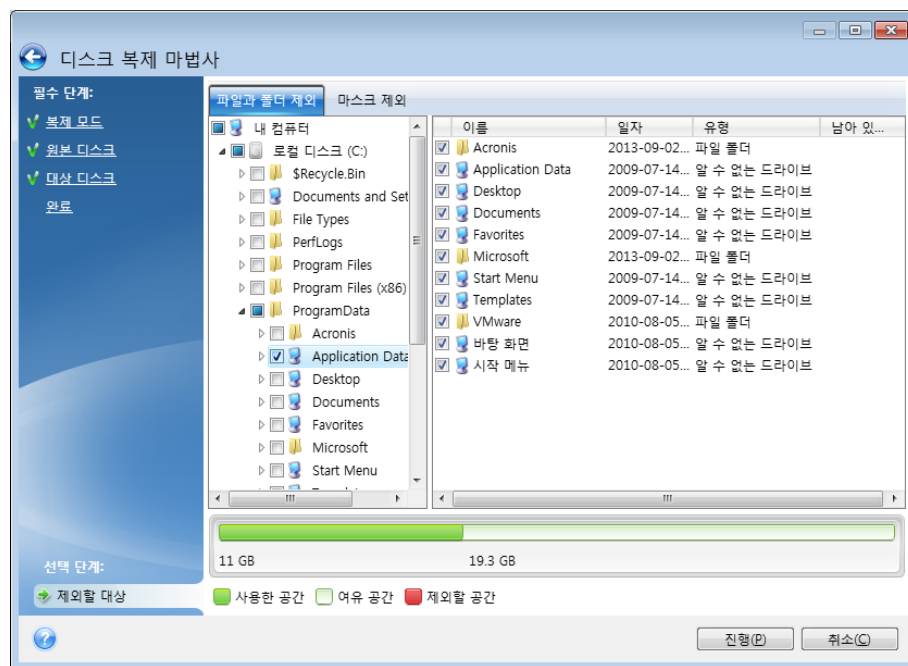 디스크 복제 마법사
필수 단계:
복제 모드
원본 디스크
대상 디스크
완료
선택 단계:
제외할 대상
파일과 폴더 제외
마스크 제외
내 컴퓨터
로컬 디스크 (C:)
$Recycle.Bin
Documents and Set
File Types
PerfLogs
Program Files
Program Files (x86)
ProgramData
Acronis
Application Data
Desktop
Documents
Favorites
Microsoft
Start Menu
이름 일자 유형 남아 있...
Acronis 2013-09-02... 파일 폴더
Application Data 2009-07-14... 알 수 없는 드라이브
Desktop 2009-07-14... 알 수 없는 드라이브
Documents 2009-07-14... 알 수 없는 드라이브
Favorites 2009-07-14... 알 수 없는 드라이브
Microsoft 2013-09-02... 파일 폴더
Start Menu 2009-07-14... 알 수 없는 드라이브
Templates 2009-07-14... 알 수 없는 드라이브
VMware 2010-08-05... 파일 폴더
바탕 화면 2010-08-05... 알 수 없는 드라이브
시작 메뉴 2010-08-05... 알 수 없는 드라이브
11 GB 19.3 GB
사용한 공간 여유 공간 제외할 공간
진행(P) 취소(C)